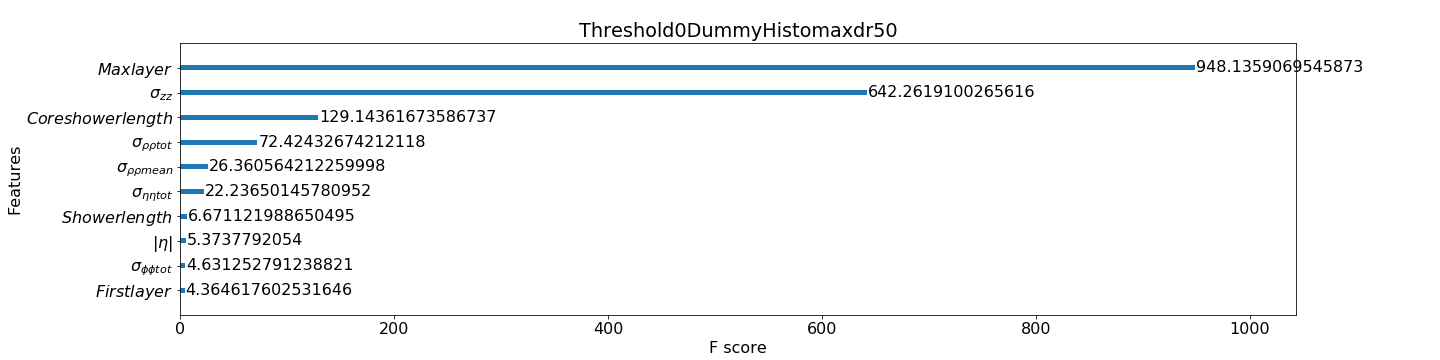 Threshold0DummyHistomaxdr50
Maxlayer 948.1359069545873
σzz 642.2619100265616
Coreshowerlength 129.14361673586737
σρρtot 72.42432674212118
σρρmean 26.360564212259998
σηηtot 22.23650145780952
Showerlength 6.671121988650495
|η| 5.3737792054
σϕϕtot 4.631252791238821
Firstlayer 4.364617602531646
Features
0 200 400 600 800 1000
F score